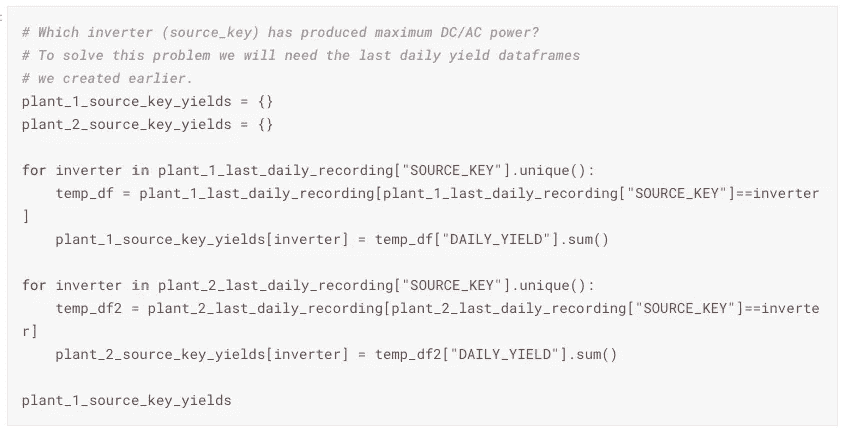 # Which inverter (source_key) has produced maximum DC/AC power?
# To solve this problem we will need the last daily yield dataframes
# we created earlier.
plant_1_source_key_yields = {}
plant_2_source_key_yields = {}

for inverter in plant_1_last_daily_recording["SOURCE_KEY"].unique():
    temp_df = plant_1_last_daily_recording[plant_1_last_daily_recording["SOURCE_KEY"]==inverter
]
    plant_1_source_key_yields[inverter] = temp_df["DAILY_YIELD"].sum()

for inverter in plant_2_last_daily_recording["SOURCE_KEY"].unique():
    temp_df2 = plant_2_last_daily_recording[plant_2_last_daily_recording["SOURCE_KEY"]==inverte
r]
    plant_2_source_key_yields[inverter] = temp_df2["DAILY_YIELD"].sum()

plant_1_source_key_yields